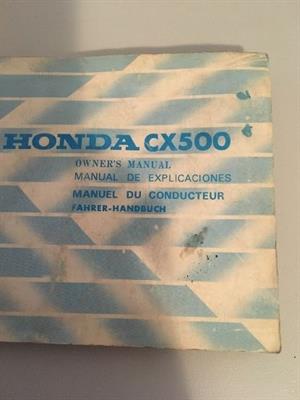 HONDA CX500
OWNER'S MANUAL
MANUAL DE EXPLICACIONES
MANUEL DU CONDUCTEUR
FAHRER-HANDBUCH